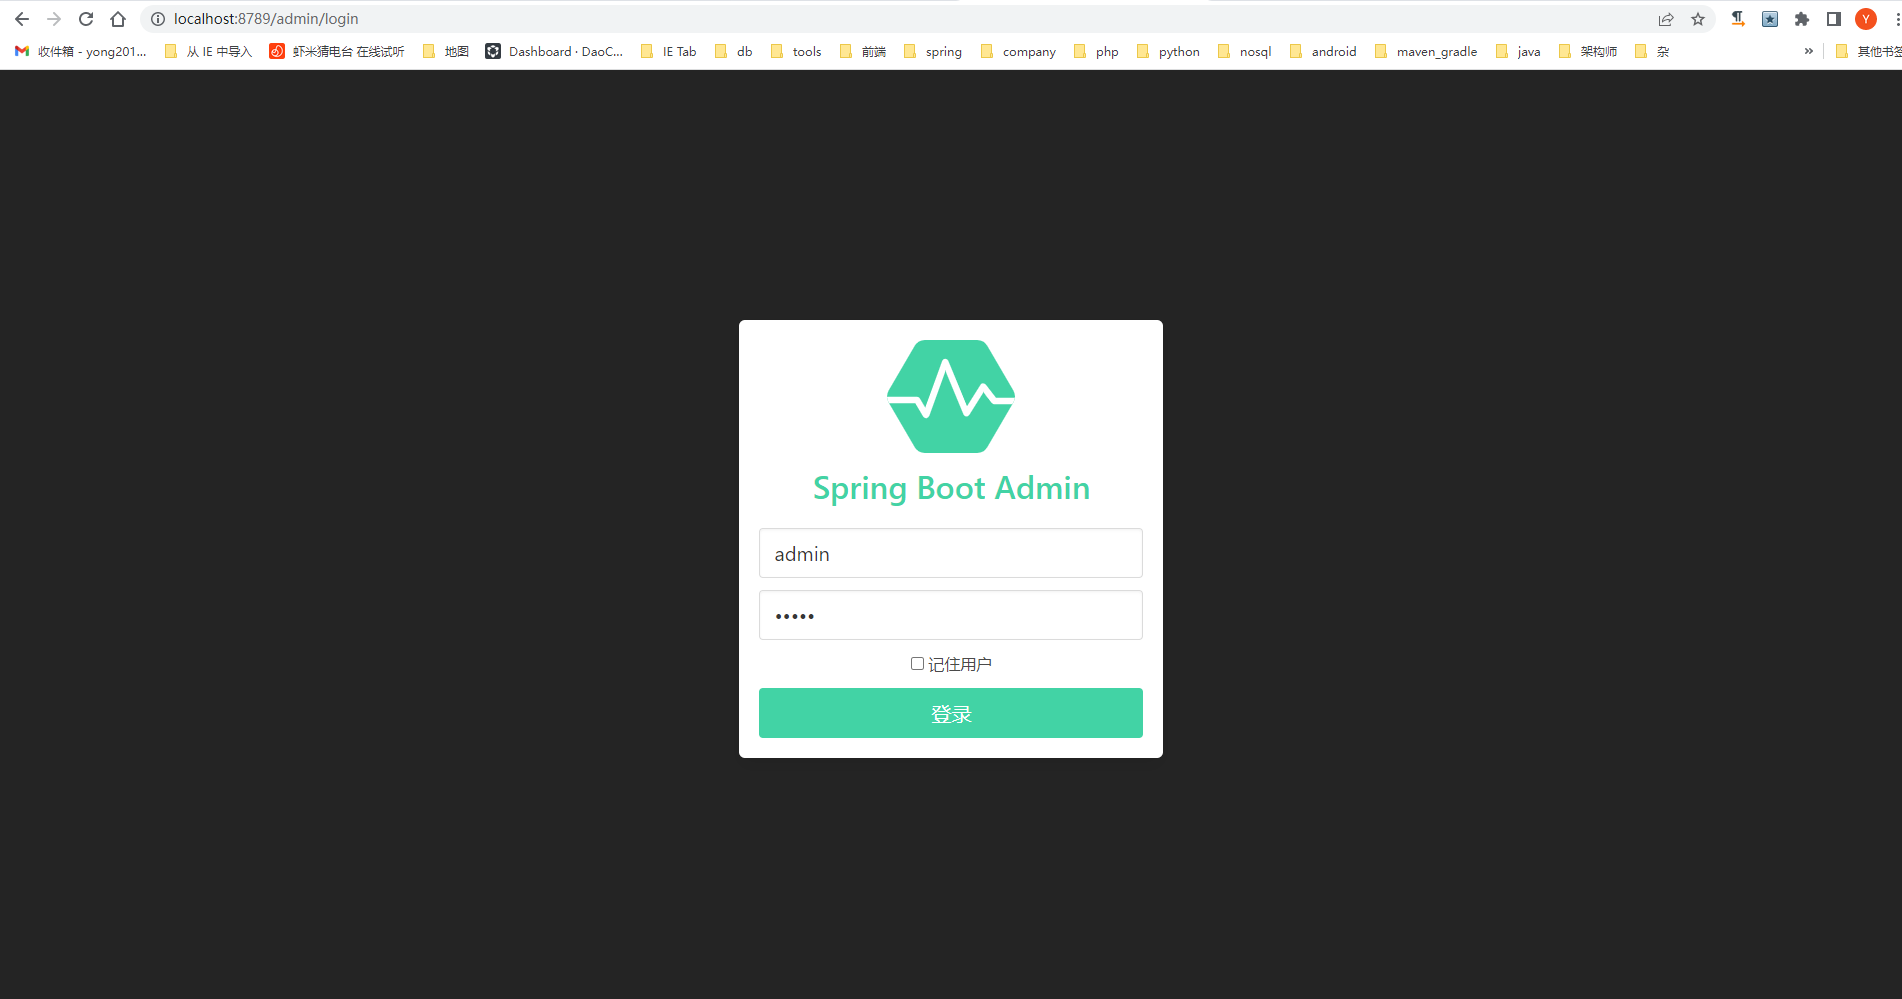 localhost:8789/admin/login
Y
收件箱 - yong201... 从 IE 中导入 虾米猜电台 在线试听 地图 Dashboard · DaoC... IE Tab db tools 前端 spring company php python nosql android maven_gradle java 架构师 杂 » 其他书签
Spring Boot Admin
admin
•••••
记住用户
登录